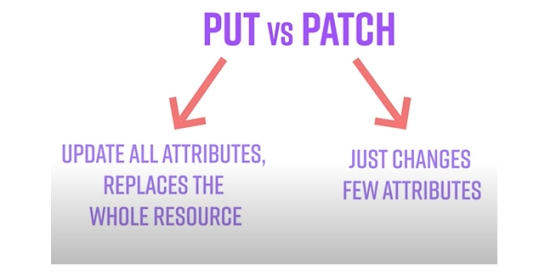 PUT vs PATCH
UPDATE ALL ATTRIBUTES,
REPLACES THE
WHOLE RESOURCE
JUST CHANGES
FEW ATTRIBUTES